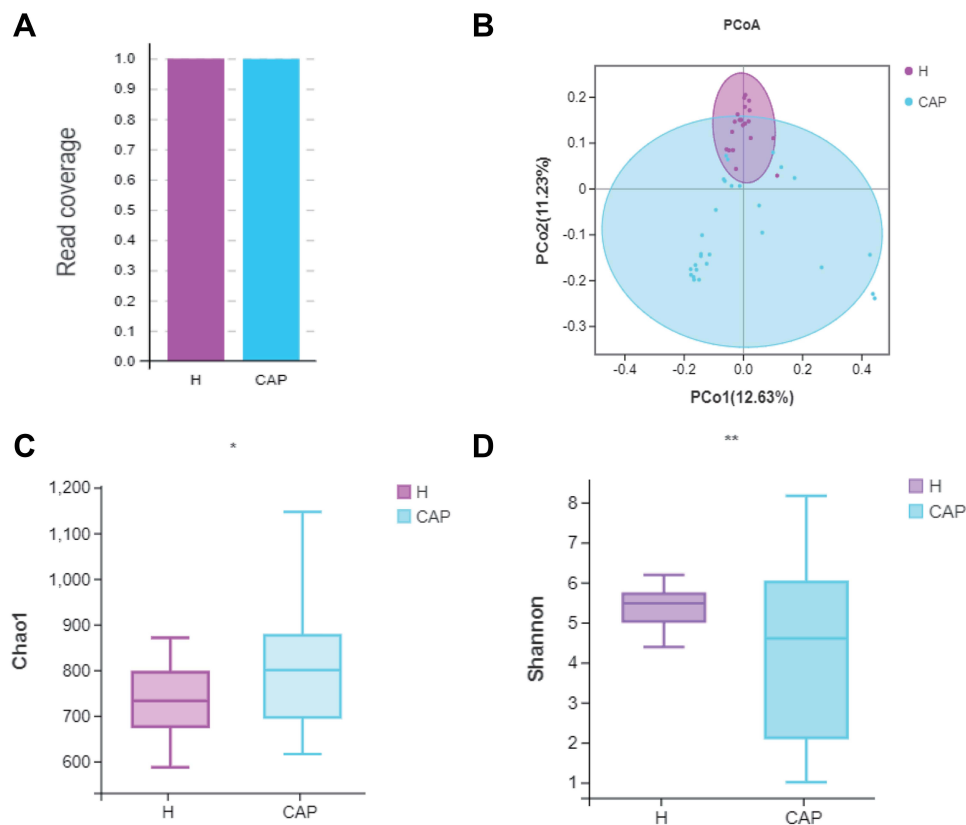 A
Read coverage
1.0
0.9
0.8
0.7
0.6
0.5
0.4
0.3
0.2
0.1
0.0
H
CAP
B
PCoA
H
CAP
PCo2(11.23%)
0.2
0.1
0
-0.1
-0.2
-0.3
-0.4
-0.2
0.0
0.2
0.4
PCo1(12.63%)
C
*
H
CAP
Chao1
1,200
1,100
1,000
900
800
700
600
H
CAP
D
**
H
CAP
Shannon
8
7
6
5
4
3
2
1
H
CAP